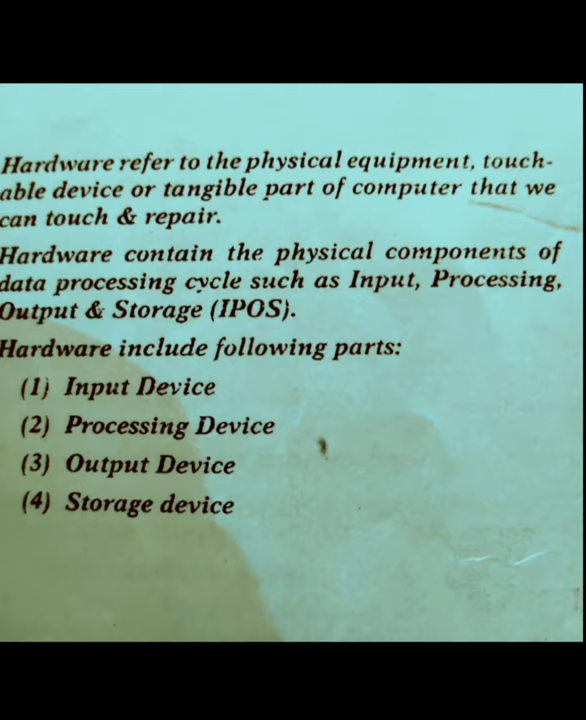 Hardware refer to the physical equipment, touch-
able device or tangible part of computer that we
can touch & repair.
Hardware contain the physical components of
data processing cycle such as Input, Processing,
Output & Storage (IPOS).
Hardware include following parts:
(1) Input Device
(2) Processing Device
(3) Output Device
(4) Storage device